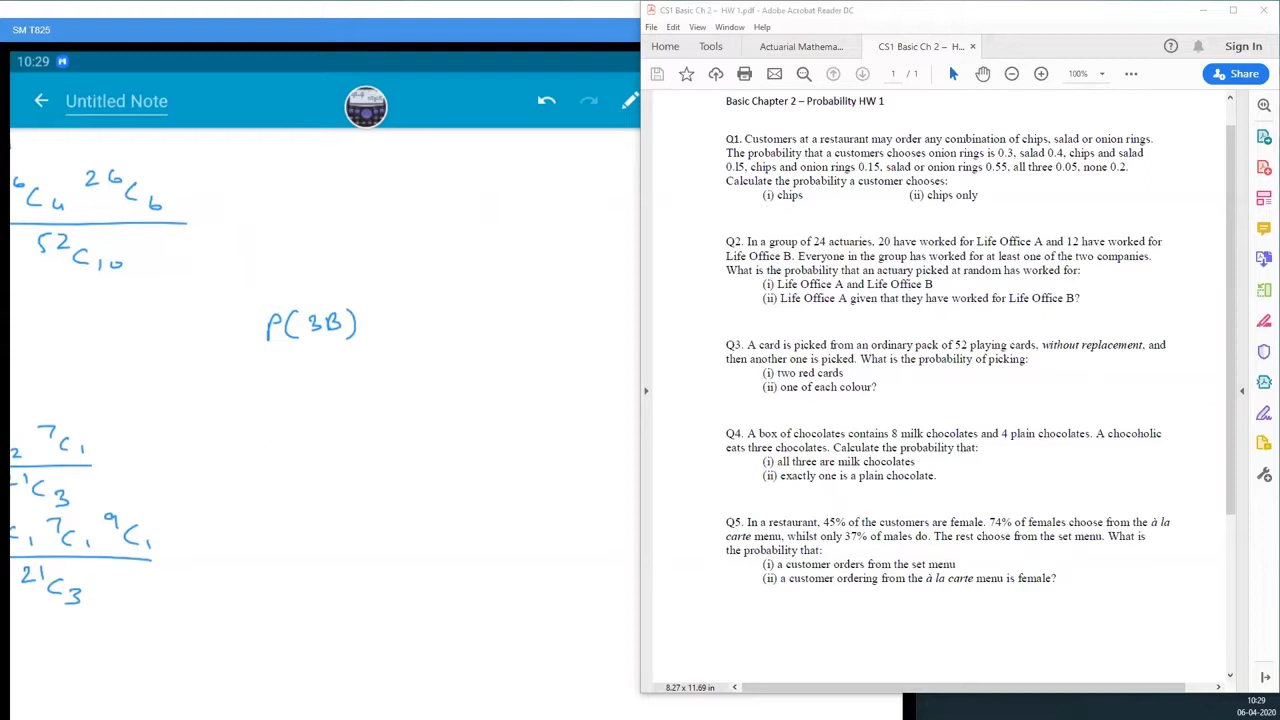 SM T825
10:29
Untitled Note
6C4 26C6
52C10
P(3B)
2 7C1
21C3
C1 7C1 9C1
21C3
CS1 Basic Ch 2 – HW 1.pdf - Adobe Acrobat Reader DC
File Edit View Window Help
Home Tools Actuarial Mathema... CS1 Basic Ch 2 – H... × Sign In
1 / 1 100% Share
Basic Chapter 2 – Probability HW 1
Q1. Customers at a restaurant may order any combination of chips, salad or onion rings.
The probability that a customers chooses onion rings is 0.3, salad 0.4, chips and salad
0.l5, chips and onion rings 0.15, salad or onion rings 0.55, all three 0.05, none 0.2.
Calculate the probability a customer chooses:
(i) chips (ii) chips only
Q2. In a group of 24 actuaries, 20 have worked for Life Office A and 12 have worked for
Life Office B. Everyone in the group has worked for at least one of the two companies.
What is the probability that an actuary picked at random has worked for:
(i) Life Office A and Life Office B
(ii) Life Office A given that they have worked for Life Office B?
Q3. A card is picked from an ordinary pack of 52 playing cards, without replacement, and
then another one is picked. What is the probability of picking:
(i) two red cards
(ii) one of each colour?
Q4. A box of chocolates contains 8 milk chocolates and 4 plain chocolates. A chocoholic
eats three chocolates. Calculate the probability that:
(i) all three are milk chocolates
(ii) exactly one is a plain chocolate.
Q5. In a restaurant, 45% of the customers are female. 74% of females choose from the à la
carte menu, whilst only 37% of males do. The rest choose from the set menu. What is
the probability that:
(i) a customer orders from the set menu
(ii) a customer ordering from the à la carte menu is female?
8.27 x 11.69 in
10:29
06-04-2020